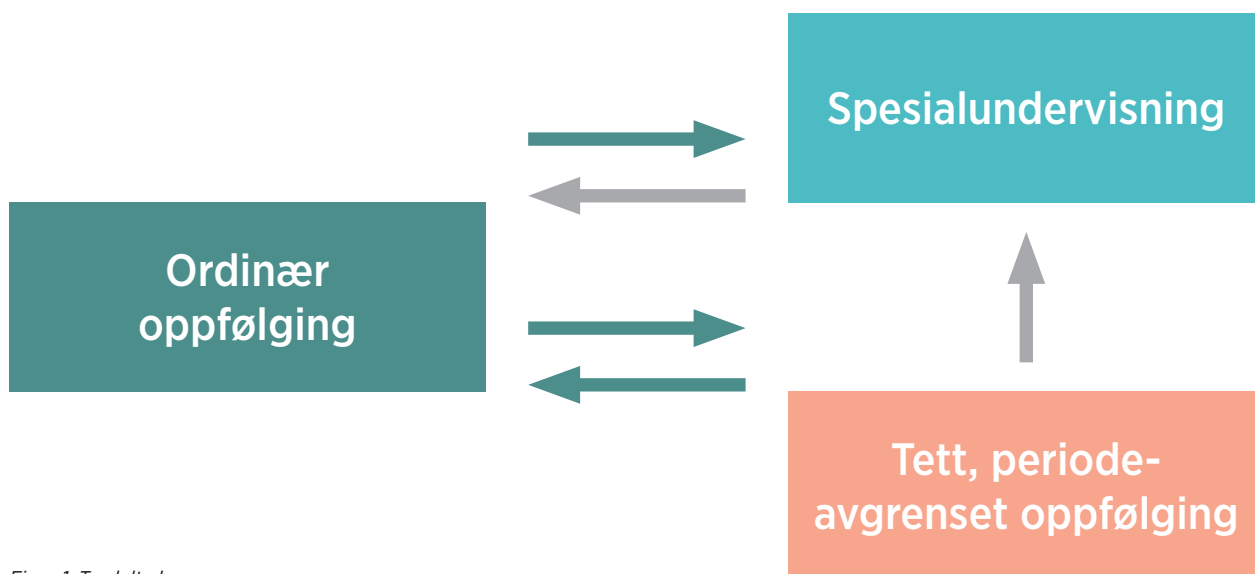 Spesialundervisning
Ordinær
oppfølging
Tett, periode-
avgrenset oppfølging